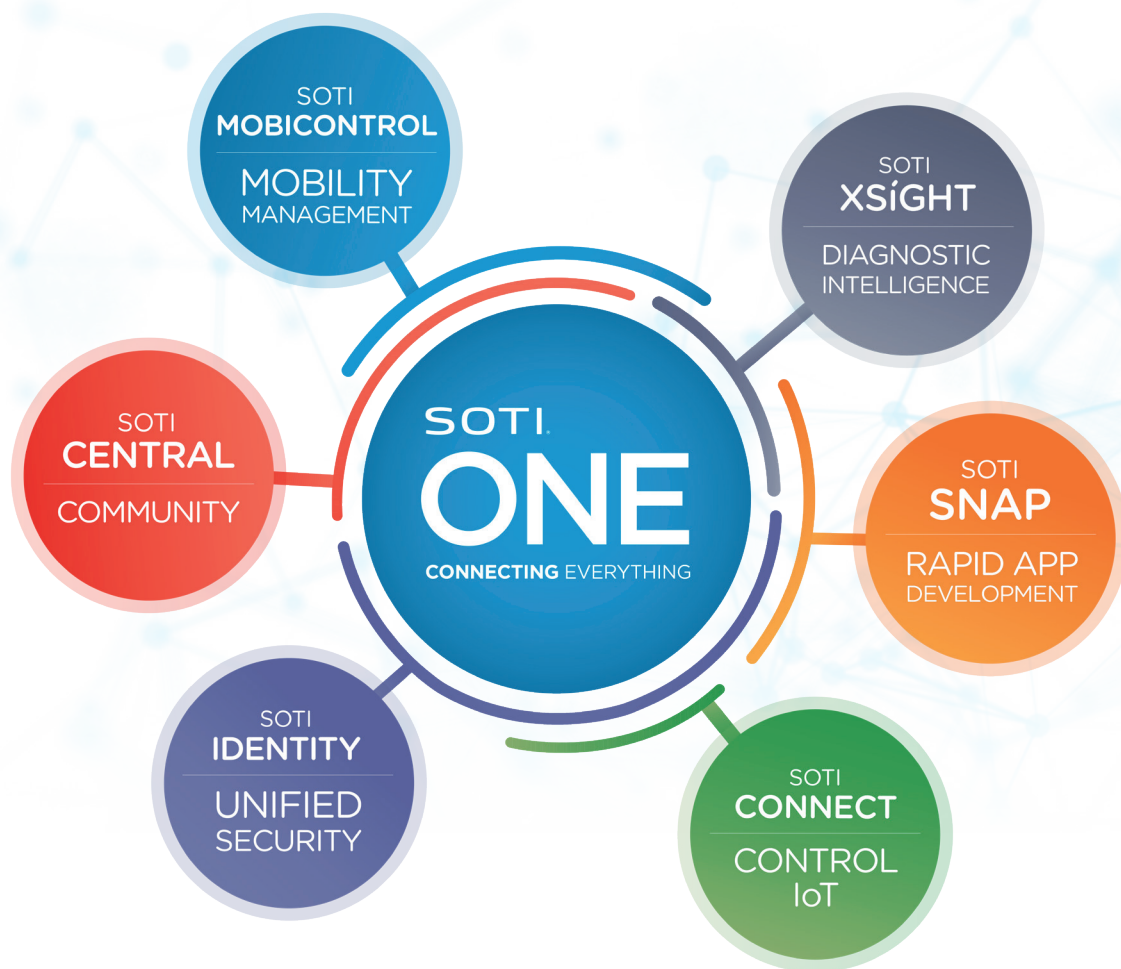 SOTI
MOBICONTROL
MOBILITY
MANAGEMENT
SOTI
XSíGHT
DIAGNOSTIC
INTELLIGENCE
SOTI
CENTRAL
COMMUNITY
SOTI®
ONE
CONNECTING EVERYTHING
SOTI
SNAP
RAPID APP
DEVELOPMENT
SOTI
IDENTITY
UNIFIED
SECURITY
SOTI
CONNECT
CONTROL
IoT